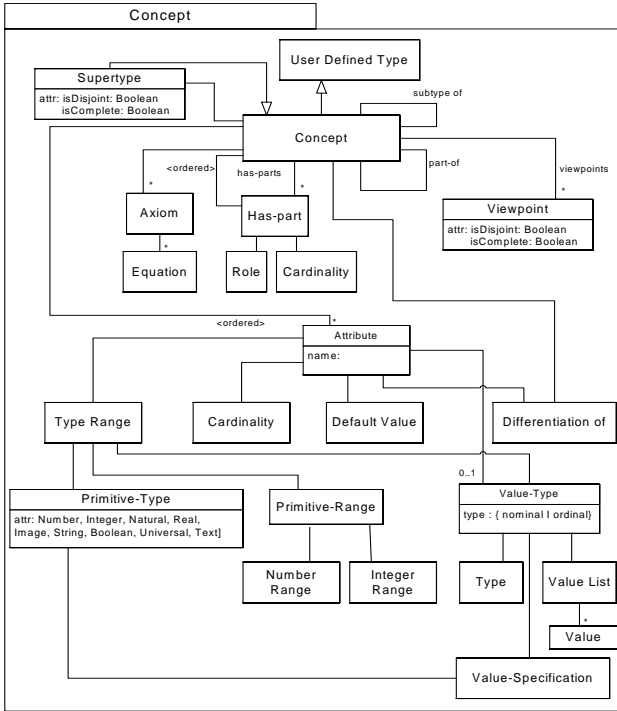 Concept
User Defined Type
Supertype
attr: isDisjoint: Boolean
isComplete: Boolean
subtype of
Concept
<ordered>
has-parts
part-of
viewpoints
*
*
*
Axiom
Has-part
Viewpoint
attr: isDisjoint: Boolean
isComplete: Boolean
*
Equation
Role
Cardinality
<ordered>
*
Attribute
name:
Type Range
Cardinality
Default Value
Differentiation of
0..1
Primitive-Type
attr: Number, Integer, Natural, Real,
Image, String, Boolean, Universal, Text]
Primitive-Range
Value-Type
type : { nominal I ordinal}
Number
Range
Integer
Range
Type
Value List
*
Value
Value-Specification